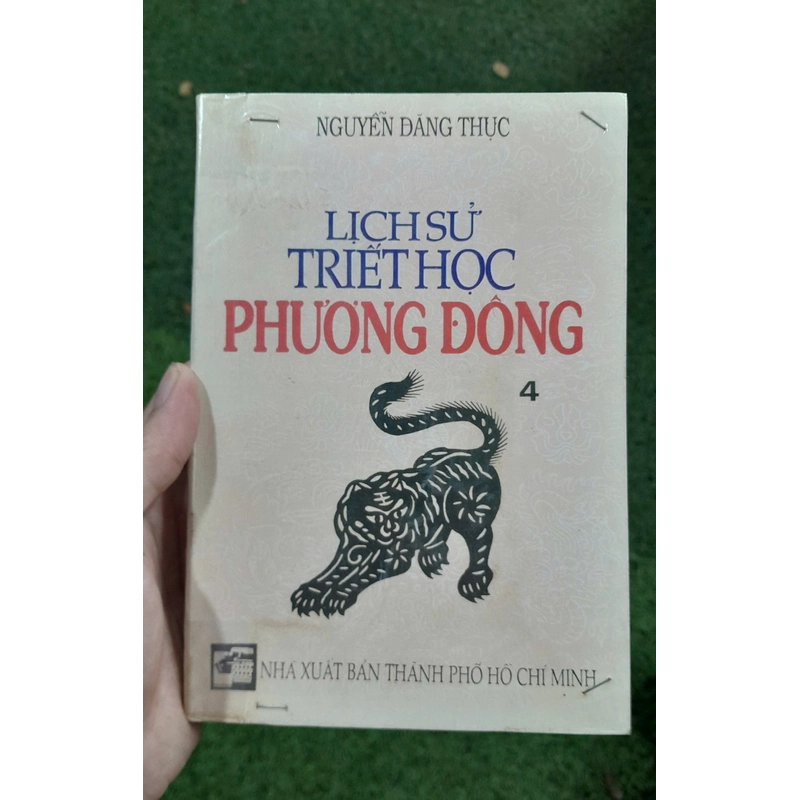 NGUYỄN ĐĂNG THỤC
LỊCH SỬ
TRIẾT HỌC
PHƯƠNG ĐÔNG
4
NHÀ XUẤT BẢN THÀNH PHỐ HỒ CHÍ MINH